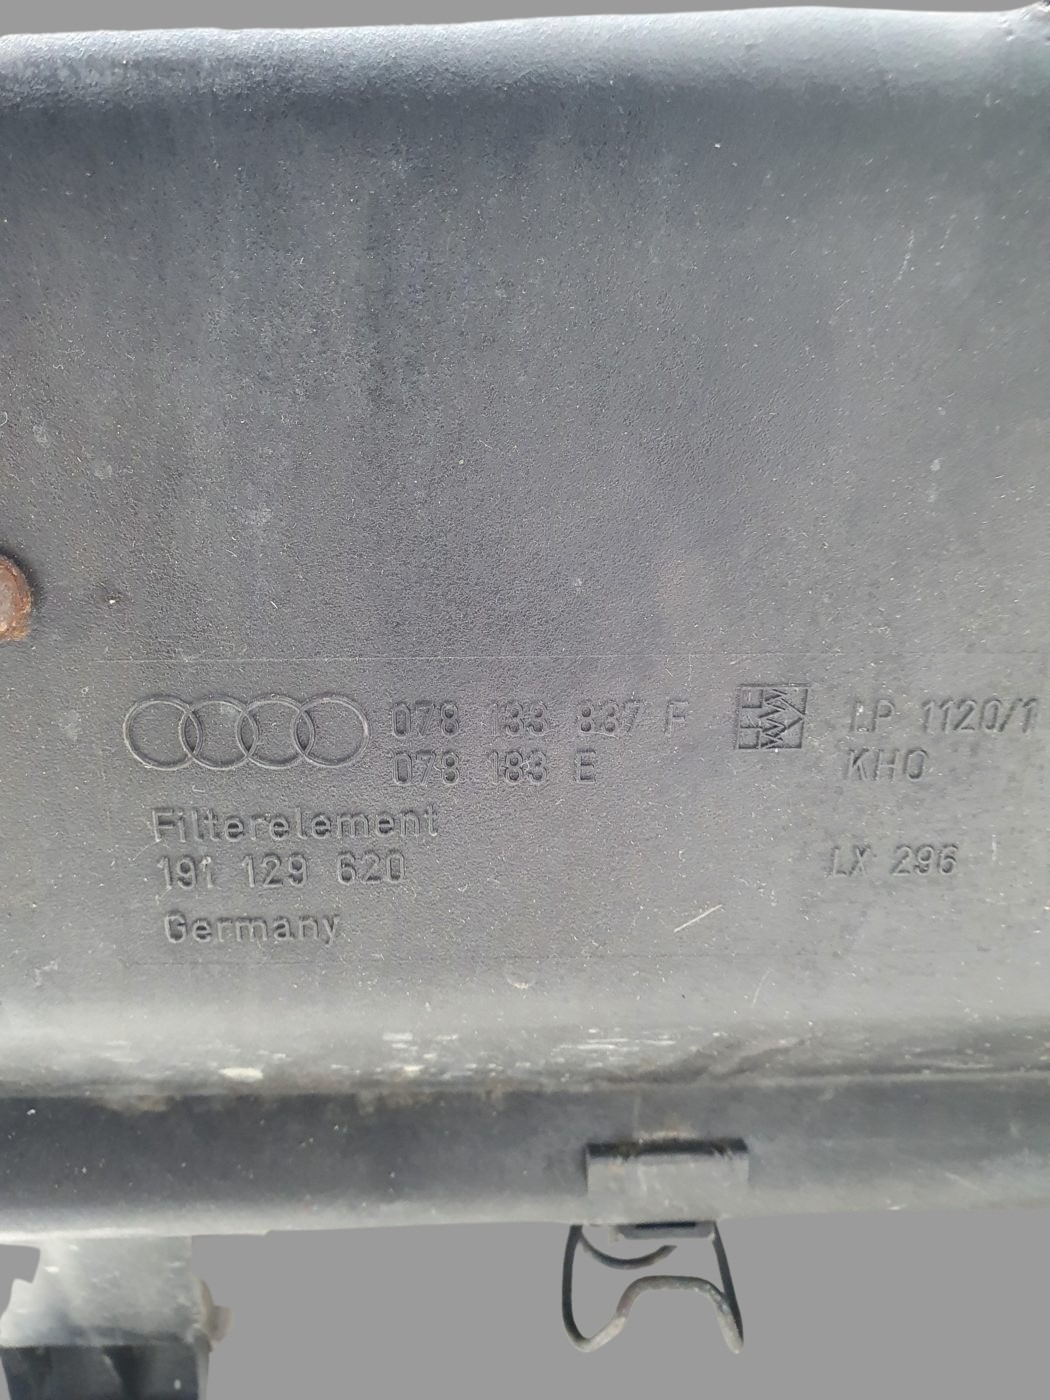 078 133 837 F
078 183 E
LP 1120/1
KHO
Filterelement
191 129 620
LX 296
Germany